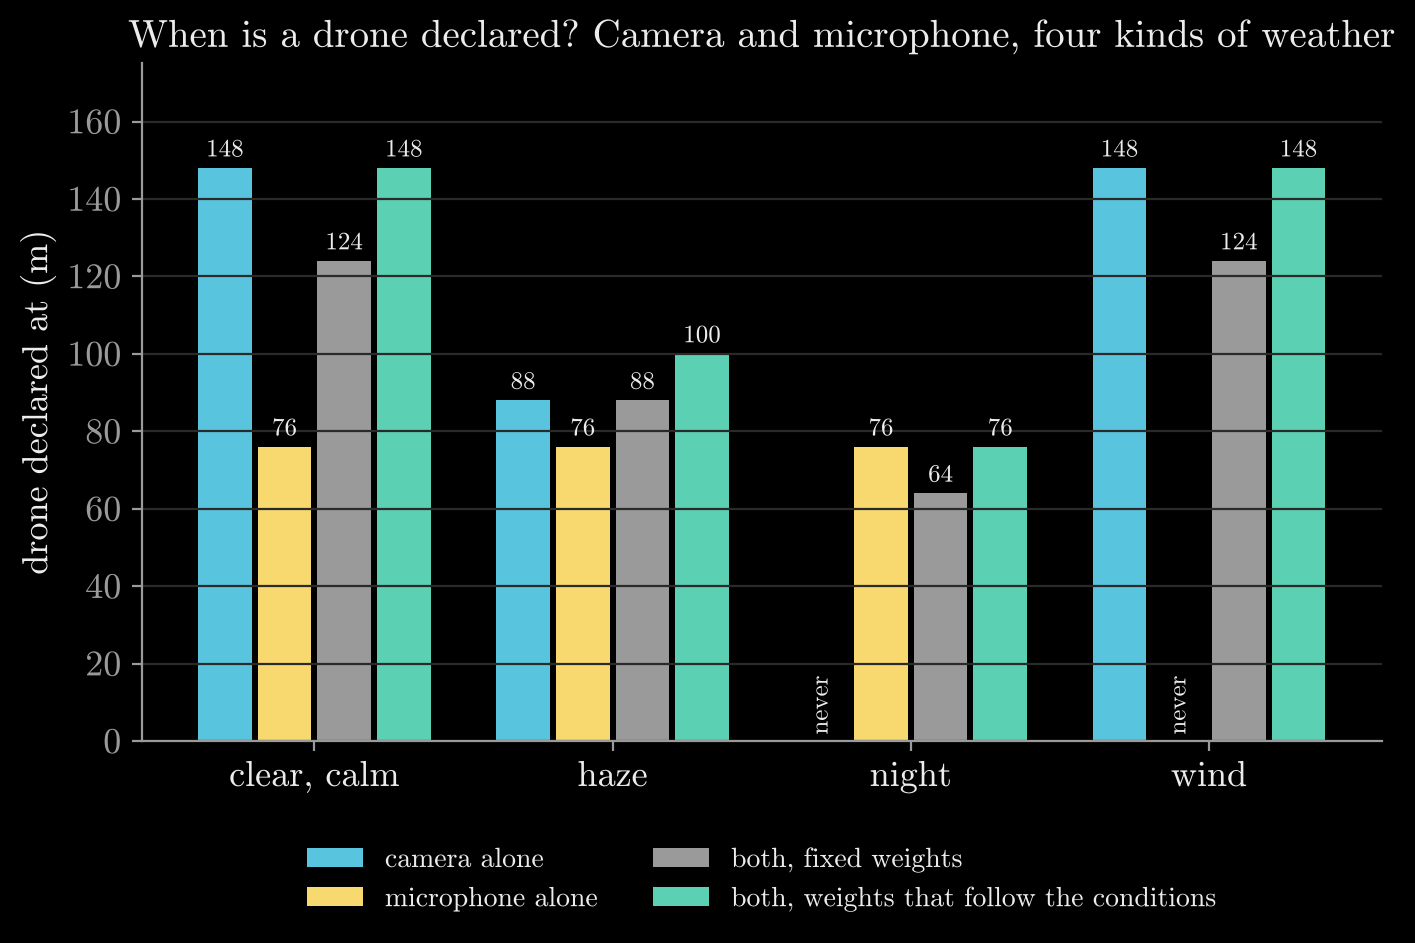 When is a drone declared? Camera and microphone, four kinds of weather
drone declared at (m)
160
140
120
100
80
60
40
20
0
148
76
124
148
88
76
88
100
never
76
64
76
148
never
124
148
clear, calm
haze
night
wind
camera alone
microphone alone
both, fixed weights
both, weights that follow the conditions